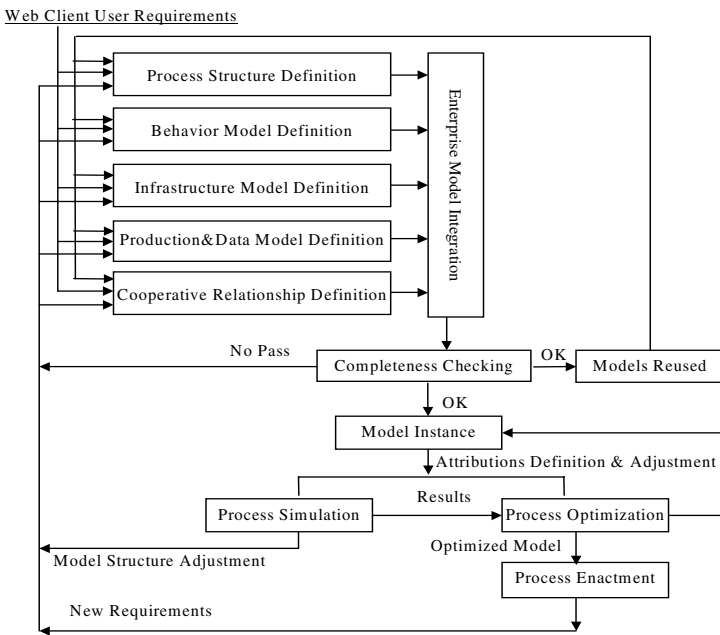 Web Client User Requirements
Process Structure Definition
Behavior Model Definition
Infrastructure Model Definition
Production&Data Model Definition
Cooperative Relationship Definition
Enterprise Model Integration
No Pass
Completeness Checking
OK
Models Reused
OK
Model Instance
Attributions Definition & Adjustment
Results
Process Simulation
Process Optimization
Optimized Model
Model Structure Adjustment
Process Enactment
New Requirements